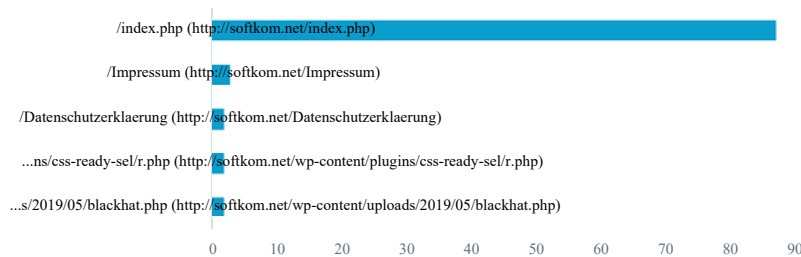 /index.php (http://softkom.net/index.php)
/Impressum (http://softkom.net/Impressum)
/Datenschutzerklaerung (http://softkom.net/Datenschutzerklaerung)
...ns/css-ready-sel/r.php (http://softkom.net/wp-content/plugins/css-ready-sel/r.php)
...s/2019/05/blackhat.php (http://softkom.net/wp-content/uploads/2019/05/blackhat.php)
0 10 20 30 40 50 60 70 80 90